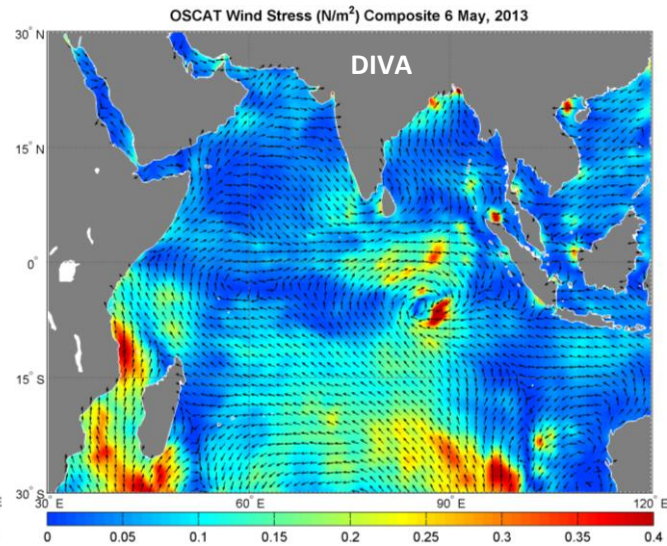 OSCAT Wind Stress (N/m²) Composite 6 May, 2013
DIVA
30° N
15° N
0°
15° S
30° S
30° E
60° E
90° E
120° E
0 0.05 0.1 0.15 0.2 0.25 0.3 0.35 0.4